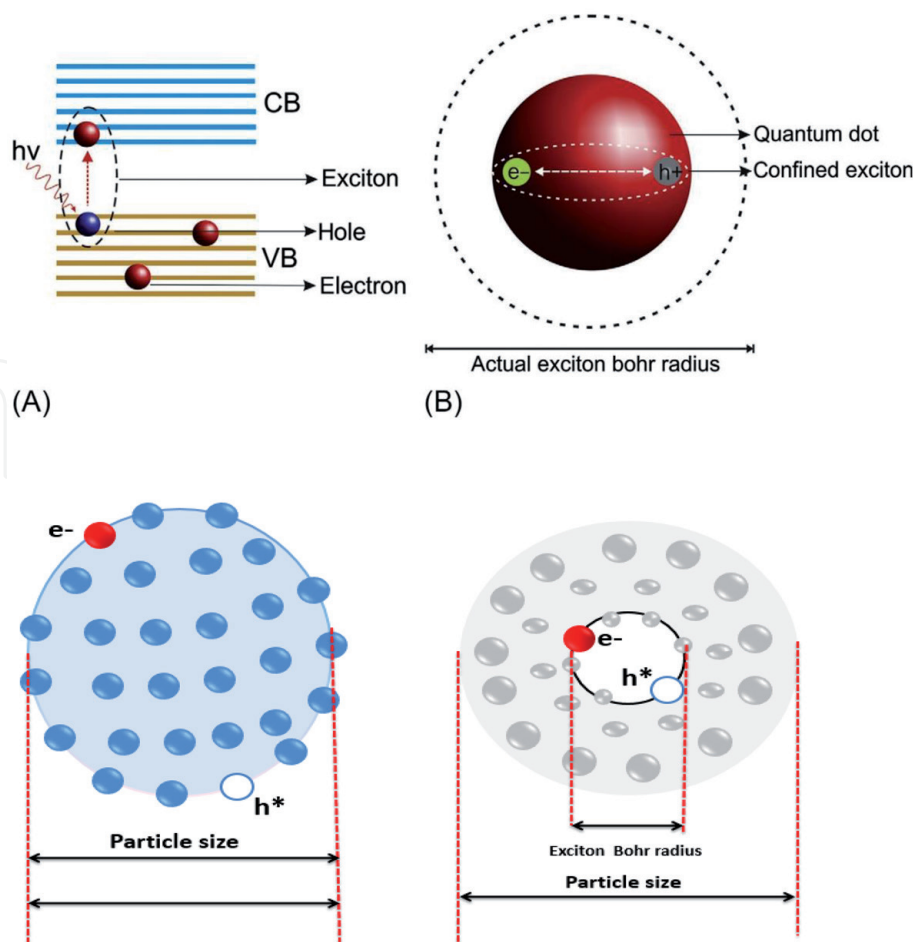 CB
hv
Exciton
Hole
VB
Electron
e-
h+
Quantum dot
Confined exciton
Actual exciton bohr radius
(A)
(B)
e-
h*
Particle size
e-
h*
Exciton Bohr radius
Particle size